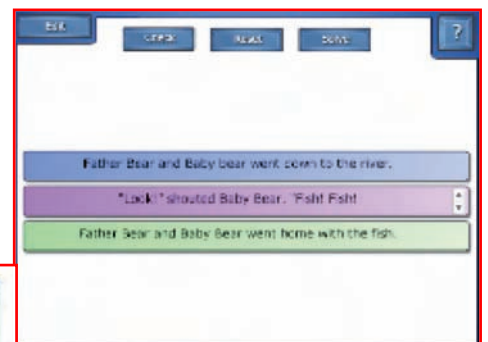 Edit
Check Reset Solve
?
Father Bear and Baby bear went down to the river.
"Look!" shouted Baby Bear. "Fish! Fish!
Father Bear and Baby Bear went home with the fish.